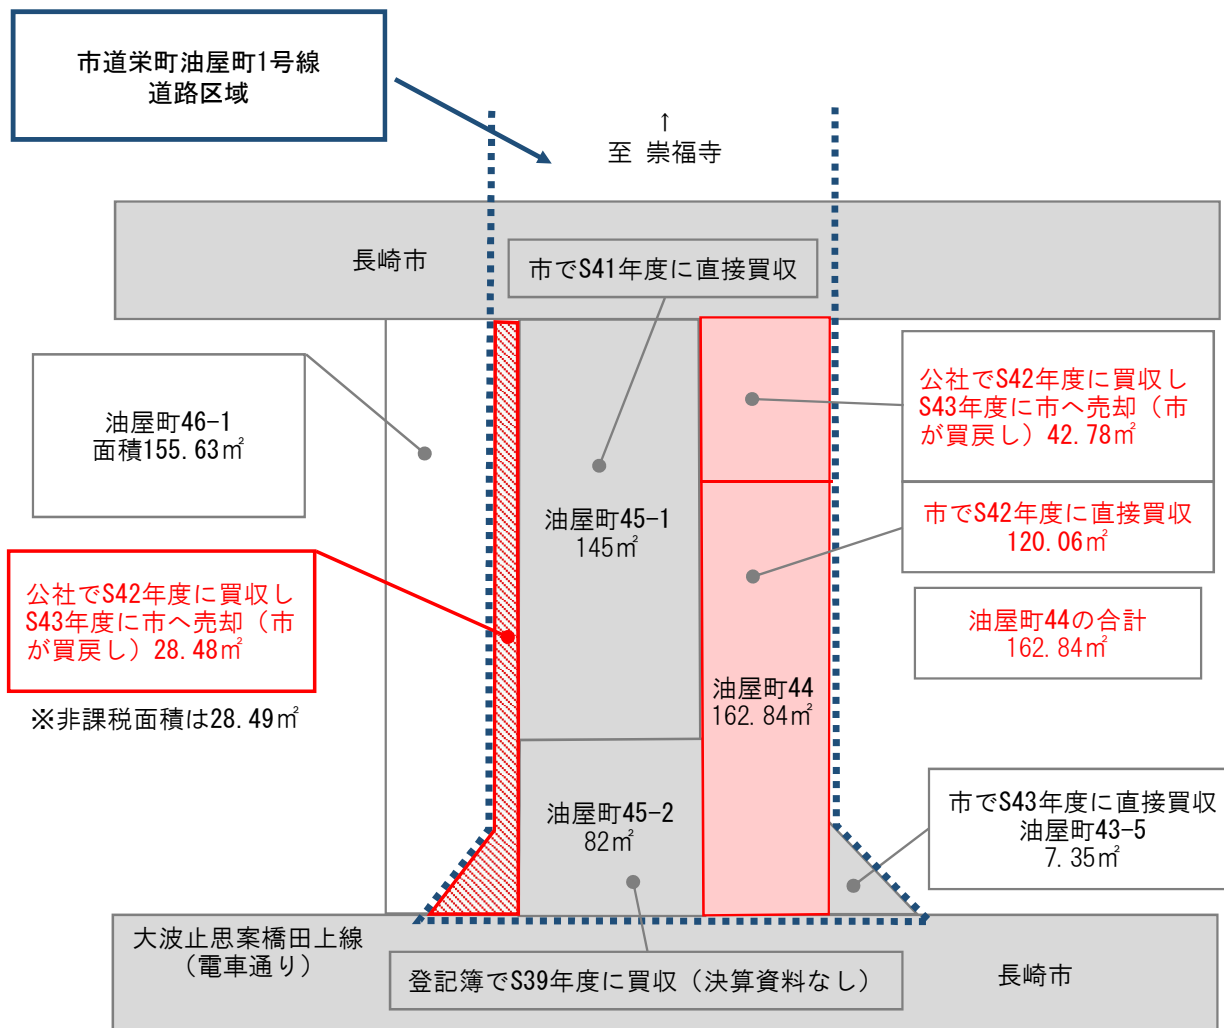 市道栄町油屋町1号線
道路区域
↑
至 崇福寺
長崎市
市でS41年度に直接買収
油屋町46-1
面積155.63㎡
公社でS42年度に買収し
S43年度に市へ売却（市
が買戻し）42.78㎡
市でS42年度に直接買収
120.06㎡
油屋町45-1
145㎡
公社でS42年度に買収し
S43年度に市へ売却（市
が買戻し）28.48㎡
※非課税面積は28.49㎡
油屋町44の合計
162.84㎡
油屋町44
162.84㎡
油屋町45-2
82㎡
市でS43年度に直接買収
油屋町43-5
7.35㎡
大波止思案橋田上線
（電車通り）
登記簿でS39年度に買収（決算資料なし）
長崎市